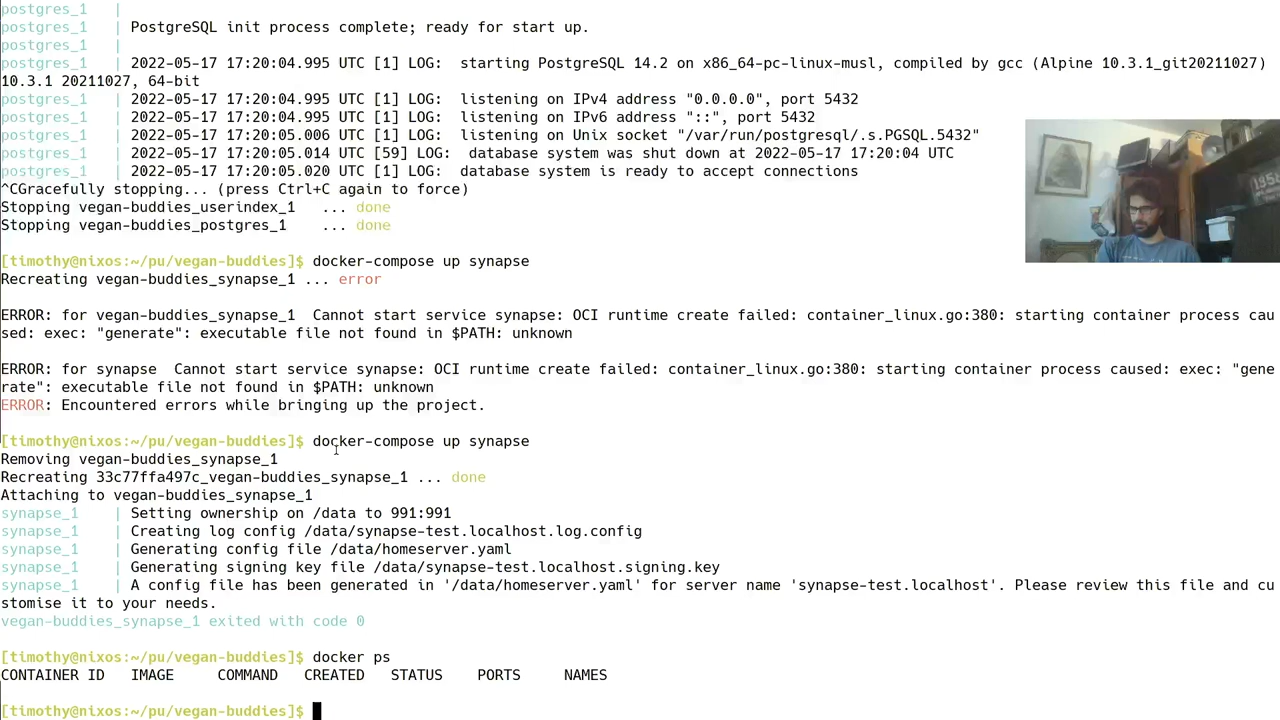 postgres_1    |
postgres_1    | PostgreSQL init process complete; ready for start up.
postgres_1    |
postgres_1    | 2022-05-17 17:20:04.995 UTC [1] LOG:  starting PostgreSQL 14.2 on x86_64-pc-linux-musl, compiled by gcc (Alpine 10.3.1_git20211027)
10.3.1 20211027, 64-bit
postgres_1    | 2022-05-17 17:20:04.995 UTC [1] LOG:  listening on IPv4 address "0.0.0.0", port 5432
postgres_1    | 2022-05-17 17:20:04.995 UTC [1] LOG:  listening on IPv6 address "::", port 5432
postgres_1    | 2022-05-17 17:20:05.006 UTC [1] LOG:  listening on Unix socket "/var/run/postgresql/.s.PGSQL.5432"
postgres_1    | 2022-05-17 17:20:05.014 UTC [59] LOG:  database system was shut down at 2022-05-17 17:20:04 UTC
postgres_1    | 2022-05-17 17:20:05.020 UTC [1] LOG:  database system is ready to accept connections
^CGracefully stopping... (press Ctrl+C again to force)
Stopping vegan-buddies_userindex_1   ... done
Stopping vegan-buddies_postgres_1    ... done
[timothy@nixos:~/pu/vegan-buddies]$ docker-compose up synapse
Recreating vegan-buddies_synapse_1 ... error
ERROR: for vegan-buddies_synapse_1  Cannot start service synapse: OCI runtime create failed: container_linux.go:380: starting container process cau
sed: exec: "generate": executable file not found in $PATH: unknown
ERROR: for synapse  Cannot start service synapse: OCI runtime create failed: container_linux.go:380: starting container process caused: exec: "gene
rate": executable file not found in $PATH: unknown
ERROR: Encountered errors while bringing up the project.
[timothy@nixos:~/pu/vegan-buddies]$ docker-compose up synapse
Removing vegan-buddies_synapse_1
Recreating 33c77ffa497c_vegan-buddies_synapse_1 ... done
Attaching to vegan-buddies_synapse_1
synapse_1     | Setting ownership on /data to 991:991
synapse_1     | Creating log config /data/synapse-test.localhost.log.config
synapse_1     | Generating config file /data/homeserver.yaml
synapse_1     | Generating signing key file /data/synapse-test.localhost.signing.key
synapse_1     | A config file has been generated in '/data/homeserver.yaml' for server name 'synapse-test.localhost'. Please review this file and cu
stomise it to your needs.
vegan-buddies_synapse_1 exited with code 0
[timothy@nixos:~/pu/vegan-buddies]$ docker ps
CONTAINER ID   IMAGE     COMMAND   CREATED   STATUS    PORTS     NAMES
[timothy@nixos:~/pu/vegan-buddies]$